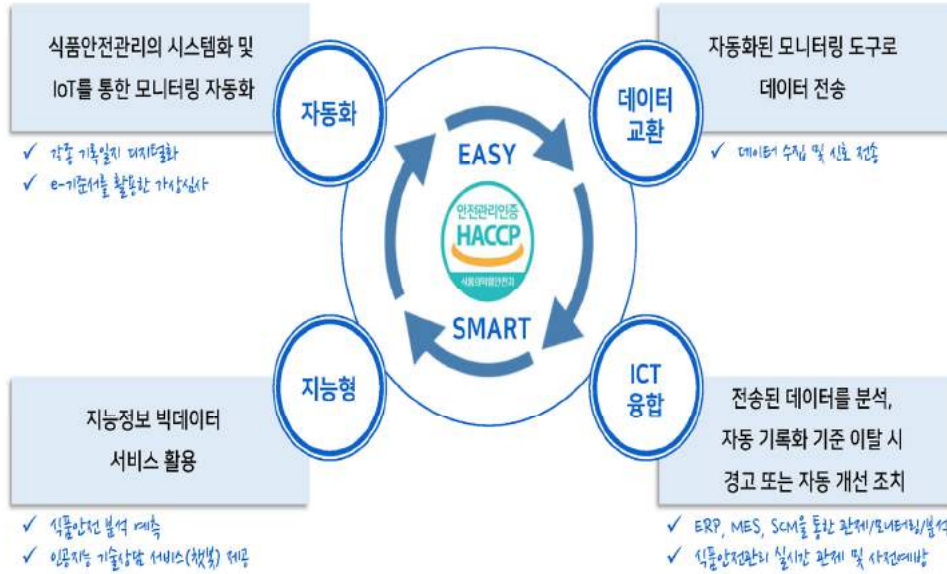 식품안전관리의 시스템화 및
IoT를 통한 모니터링 자동화
자동화
✓ 각종 기록일지 디지털화
✓ e-기준서를 활용한 가상심사
데이터
교환
자동화된 모니터링 도구로
데이터 전송
✓ 데이터 수집 및 신호 전송
EASY
안전관리인증
HACCP
식품의약품안전처
SMART
지능형
지능정보 빅데이터
서비스 활용
✓ 식품안전 분석 예측
✓ 인공지능 기술상담 서비스(챗봇) 제공
ICT
융합
전송된 데이터를 분석,
자동 기록화 기준 이탈 시
경고 또는 자동 개선 조치
✓ ERP, MES, SCM을 통한 관제/모니터링/분석
✓ 식품안전관리 실시간 관제 및 사전예방